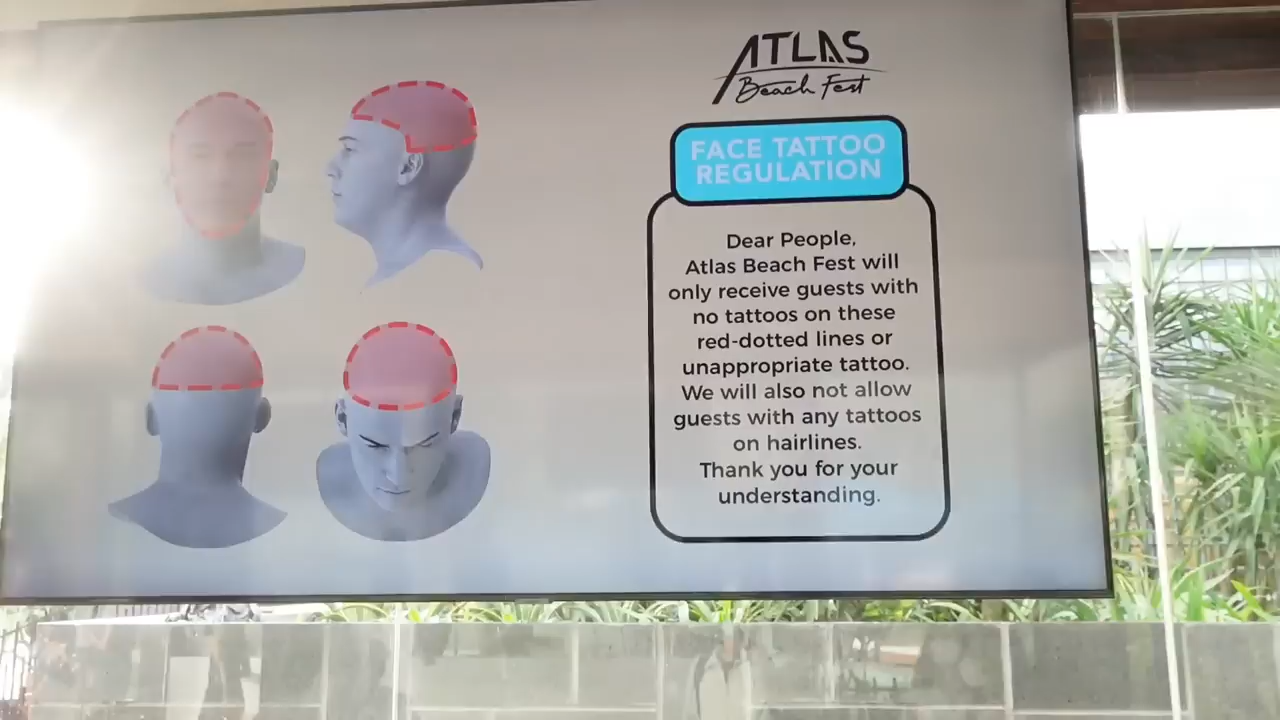 ATLAS
Beach Fest
FACE TATTOO
REGULATION
Dear People,
Atlas Beach Fest will
only receive guests with
no tattoos on these
red-dotted lines or
unappropriate tattoo.
We will also not allow
guests with any tattoos
on hairlines.
Thank you for your
understanding.